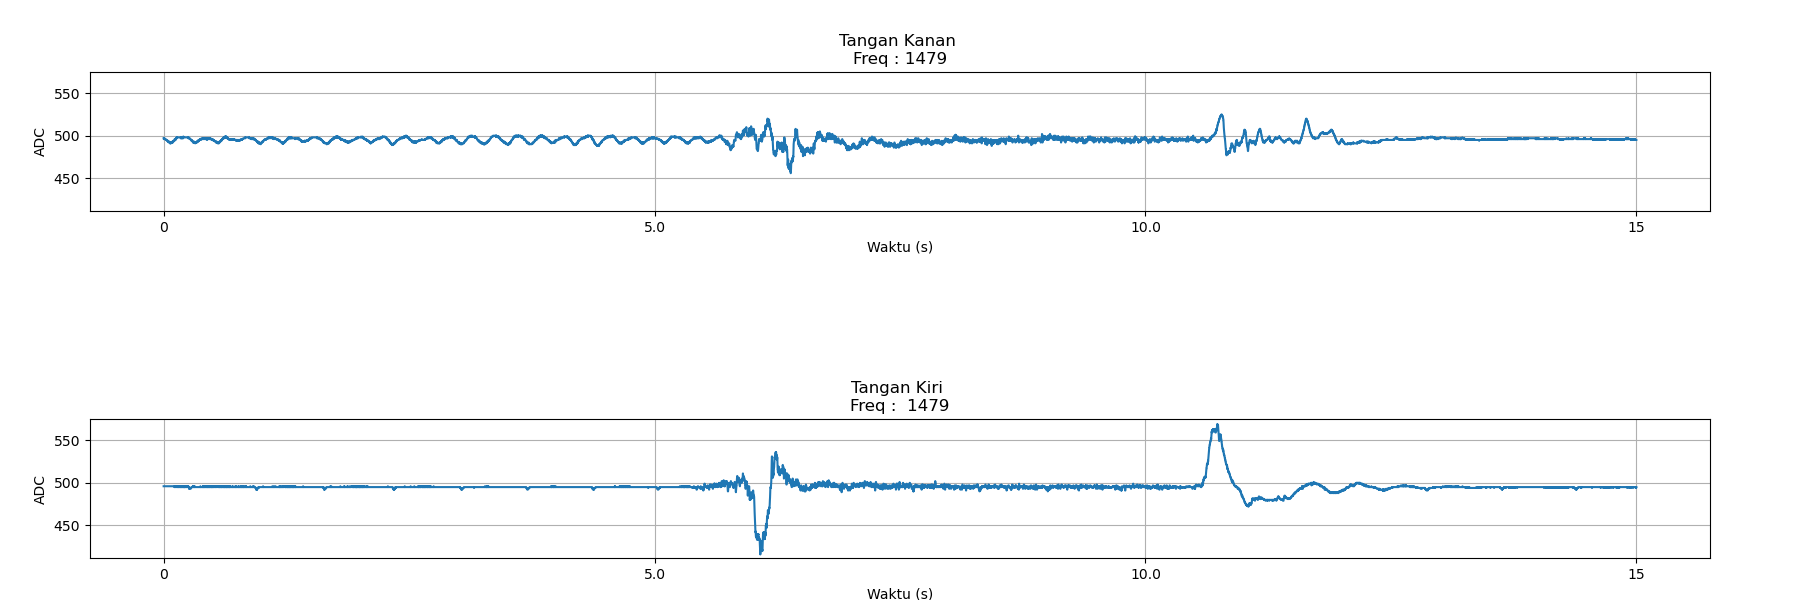 Tangan Kanan
Freq : 1479
550
500
450
ADC
0 5.0 10.0 15
Waktu (s)
Tangan Kiri
Freq :  1479
550
500
450
ADC
0 5.0 10.0 15
Waktu (s)